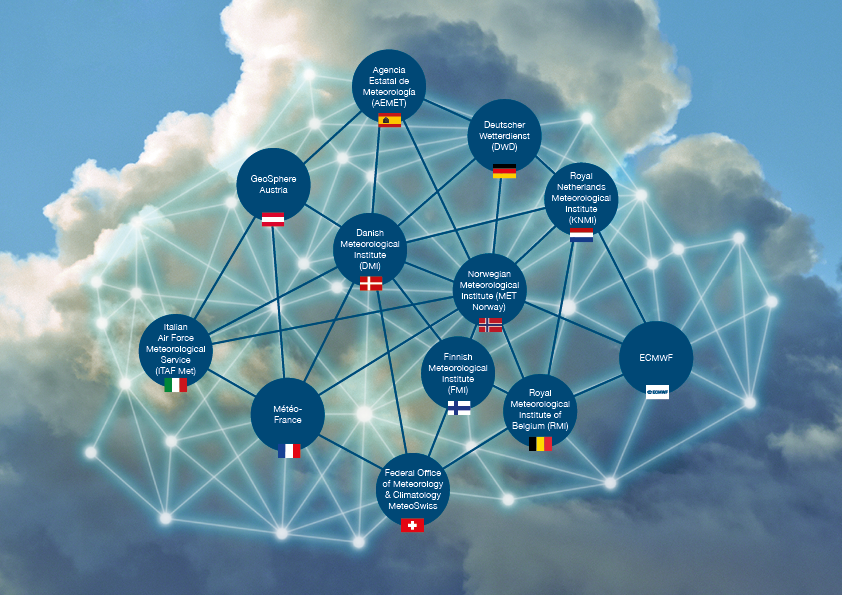 Agencia
Estatal de
Meteorología
(AEMET)
Deutscher
Wetterdienst
(DWD)
GeoSphere
Austria
Royal
Netherlands
Meteorological
Institute
(KNMI)
Danish
Meteorological
Institute
(DMI)
Norwegian
Meteorological
Institute (MET
Norway)
Italian
Air Force
Meteorological
Service
(ITAF Met)
Finnish
Meteorological
Institute
(FMI)
ECMWF
ECMWF
Météo-
France
Royal
Meteorological
Institute of
Belgium (RMI)
Federal Office
of Meteorology
& Climatology
MeteoSwiss